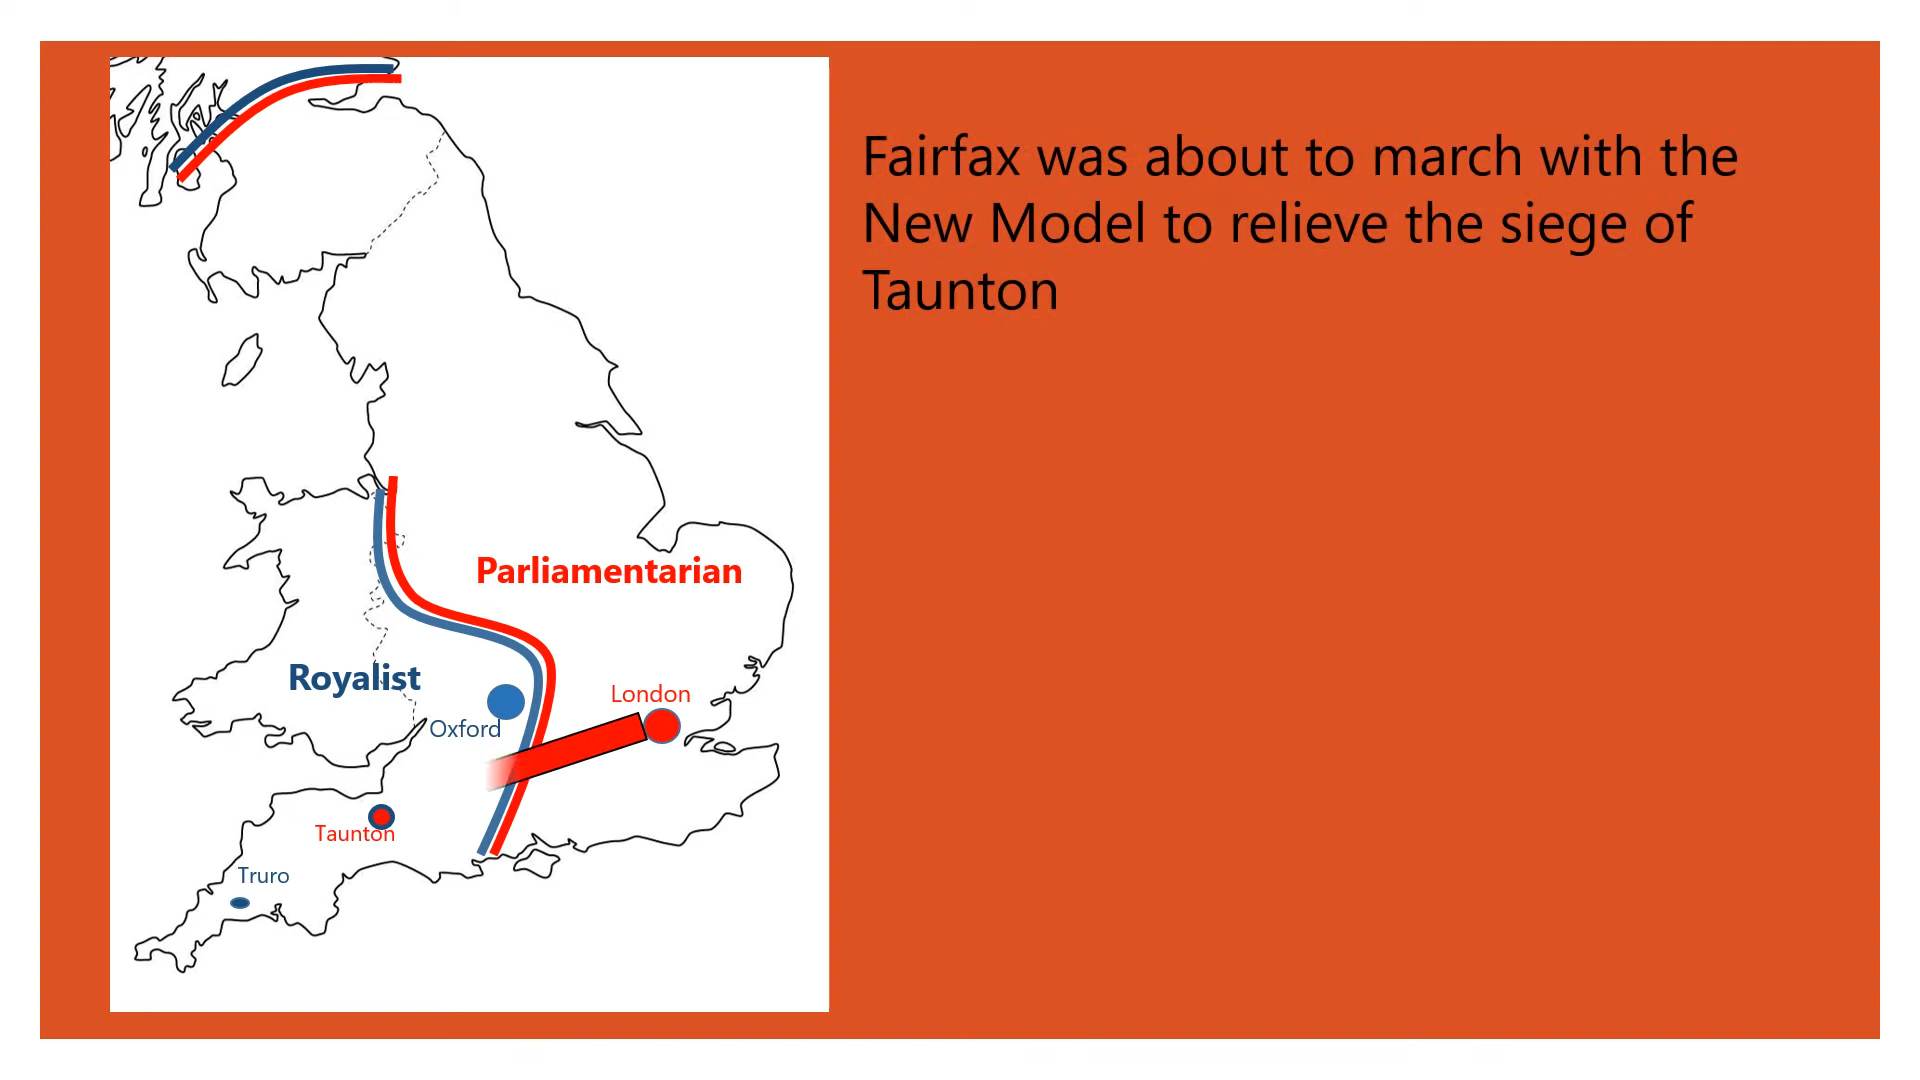 Fairfax was about to march with the
New Model to relieve the siege of
Taunton
Parliamentarian
Royalist
London
Oxford
Taunton
Truro